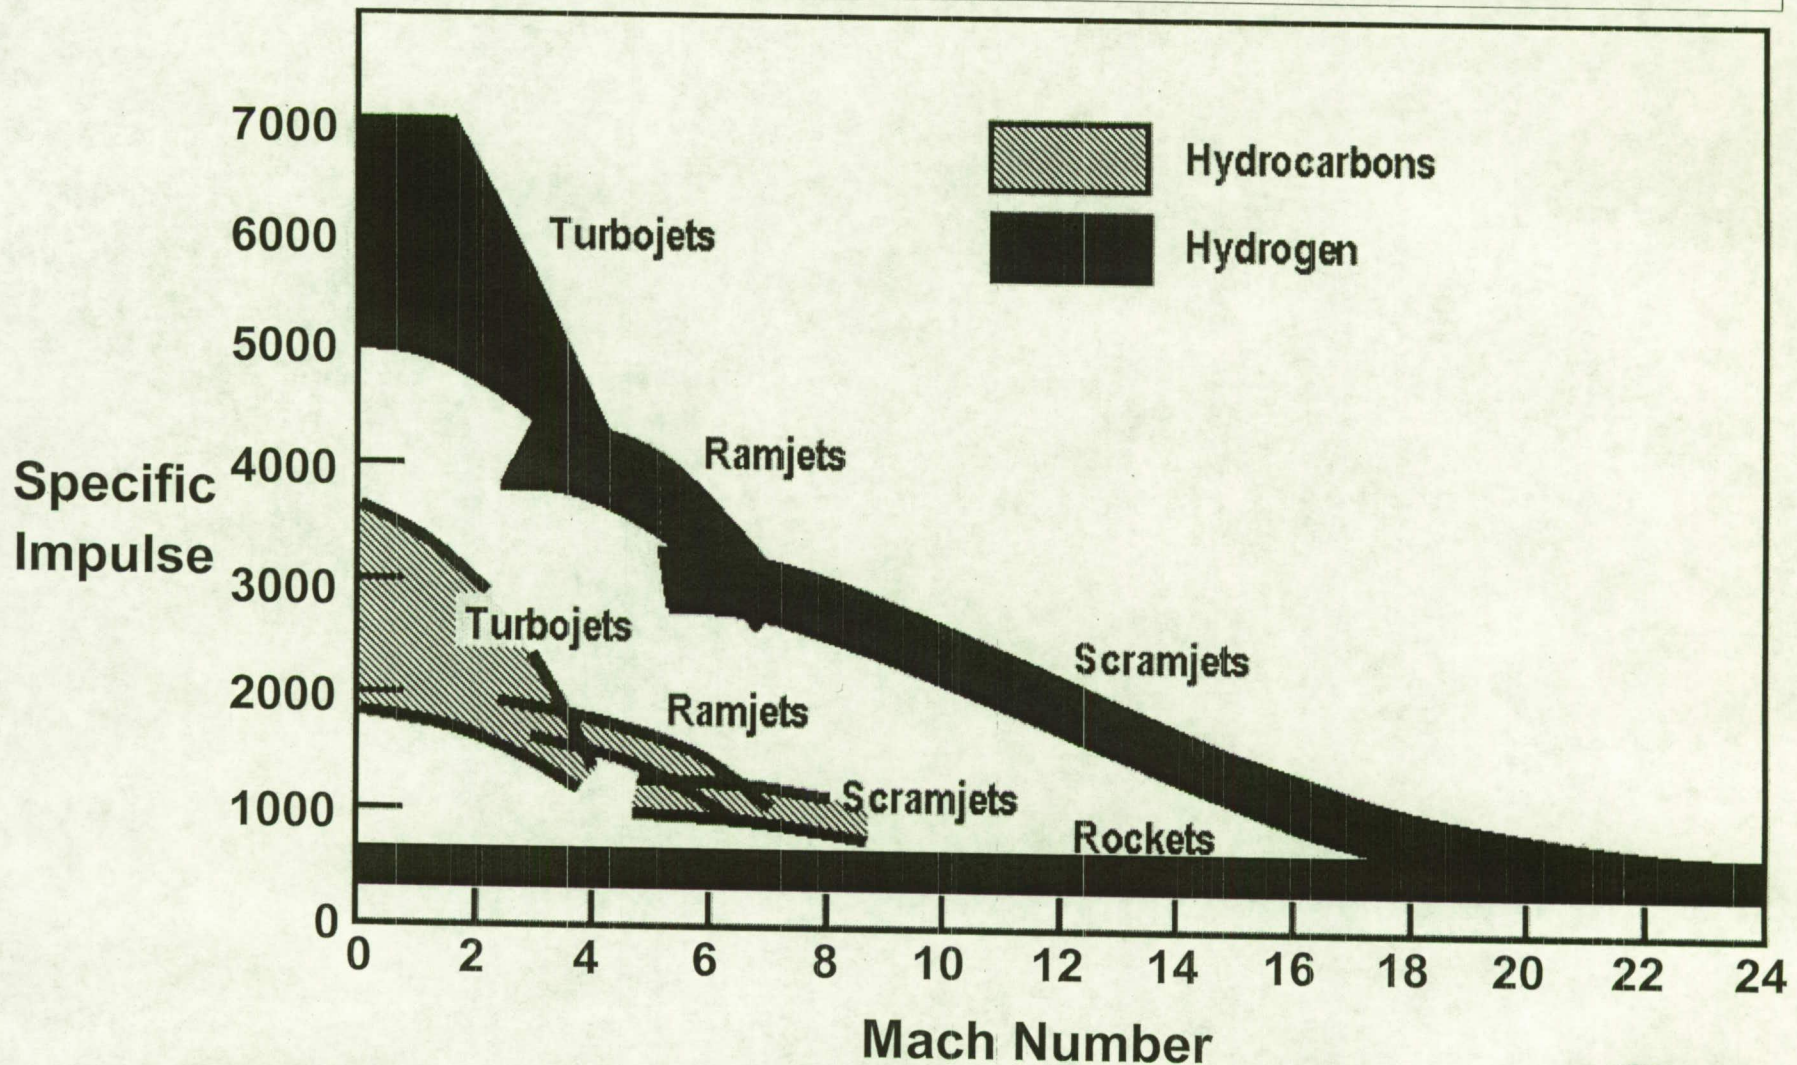 7000
6000
5000
4000
3000
2000
1000
0
Specific
Impulse
Hydrocarbons
Hydrogen
Turbojets
Ramjets
Scramjets
Turbojets
Ramjets
Scramjets
Rockets
0 2 4 6 8 10 12 14 16 18 20 22 24
Mach Number